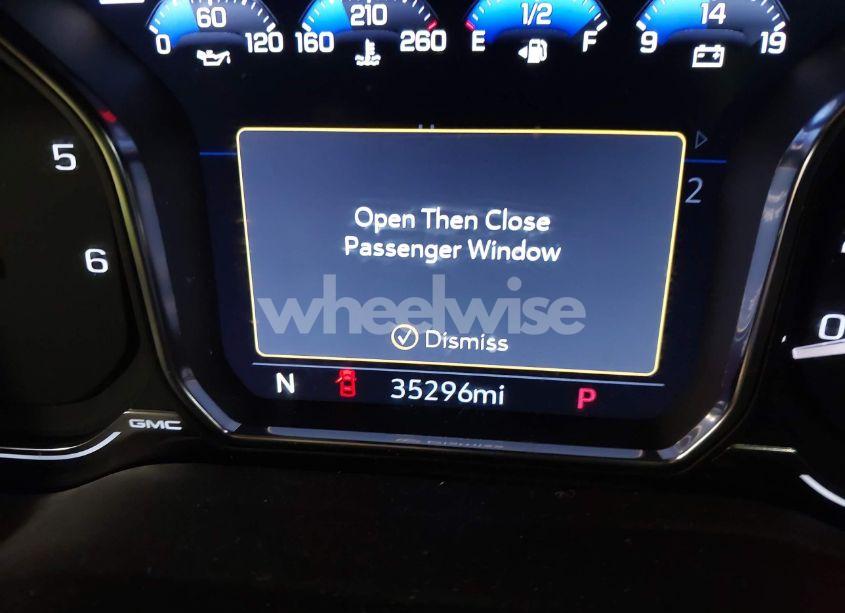 60 210 1/2 14
0 120 160 260 E F 9 19
5
2
Open Then Close
Passenger Window
6
wheelwise
Dismiss
0
N 35296mi P
GMC